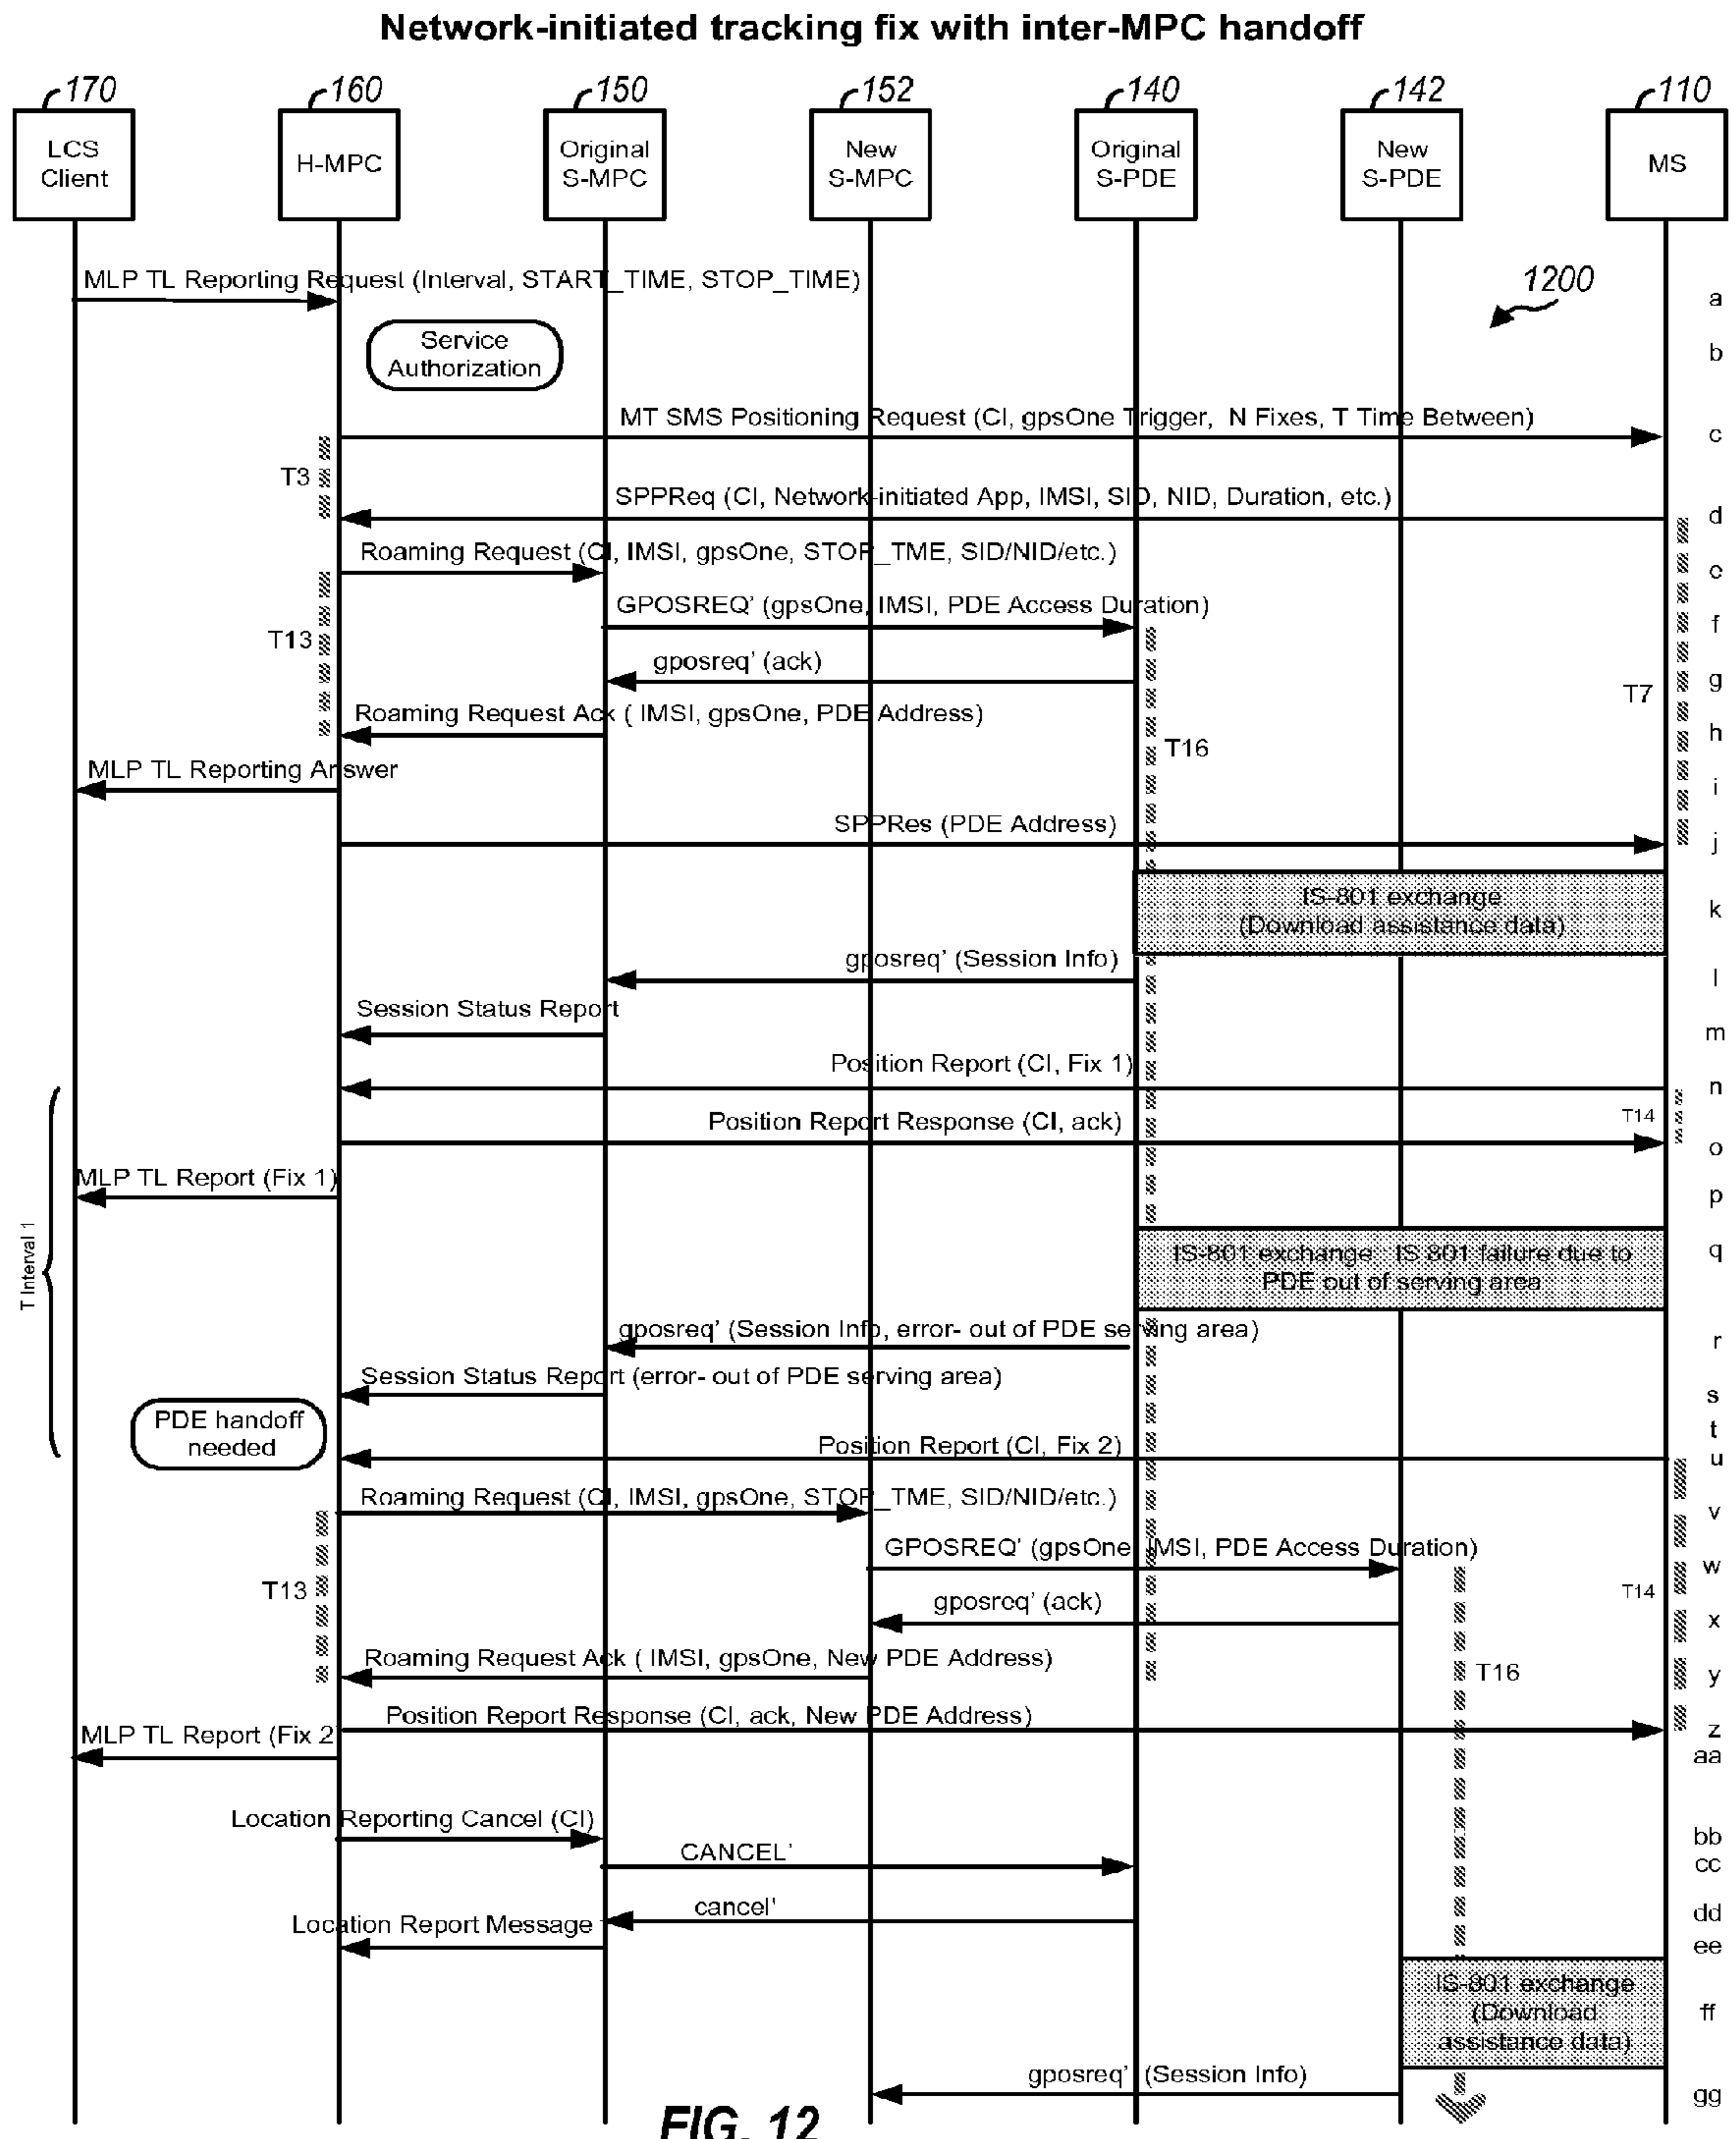 Network-initiated tracking fix with inter-MPC handoff
170
160
150
152
140
142
110
LCS
Client
H-MPC
Original
S-MPC
New
S-MPC
Original
S-PDE
New
S-PDE
MS
MLP TL Reporting Request (Interval, START_TIME, STOP_TIME)
1200
a
Service
Authorization
b
MT SMS Positioning Request (CI, gpsOne Trigger, N Fixes, T Time Between)
c
T3
SPPReq (CI, Network-initiated App, IMSI, SID, NID, Duration, etc.)
d
Roaming Request (CI, IMSI, gpsOne, STOP_TME, SID/NID/etc.)
e
GPOSREQ' (gpsOne, IMSI, PDE Access Duration)
f
T13
gposreq' (ack)
g
T7
Roaming Request Ack ( IMSI, gpsOne, PDE Address)
h
T16
MLP TL Reporting Answer
i
SPPRes (PDE Address)
j
IS-801 exchange
(Download assistance data)
k
gposreq' (Session Info)
l
Session Status Report
m
Position Report (CI, Fix 1)
n
Position Report Response (CI, ack)
T14
o
MLP TL Report (Fix 1)
p
T Interval 1
IS-801 exchange : IS 801 failure due to
PDE out of serving area
q
gposreq' (Session Info, error- out of PDE serving area)
r
Session Status Report (error- out of PDE serving area)
s
PDE handoff
needed
t
Position Report (CI, Fix 2)
u
Roaming Request (CI, IMSI, gpsOne, STOP_TME, SID/NID/etc.)
v
GPOSREQ' (gpsOne, IMSI, PDE Access Duration)
w
T13
T14
gposreq' (ack)
x
Roaming Request Ack ( IMSI, gpsOne, New PDE Address)
T16
y
Position Report Response (CI, ack, New PDE Address)
z
MLP TL Report (Fix 2
aa
Location Reporting Cancel (CI)
bb
CANCEL'
cc
cancel'
dd
Location Report Message
ee
IS-801 exchange
(Download
assistance data)
ff
gposreq' (Session Info)
gg
FIG. 12